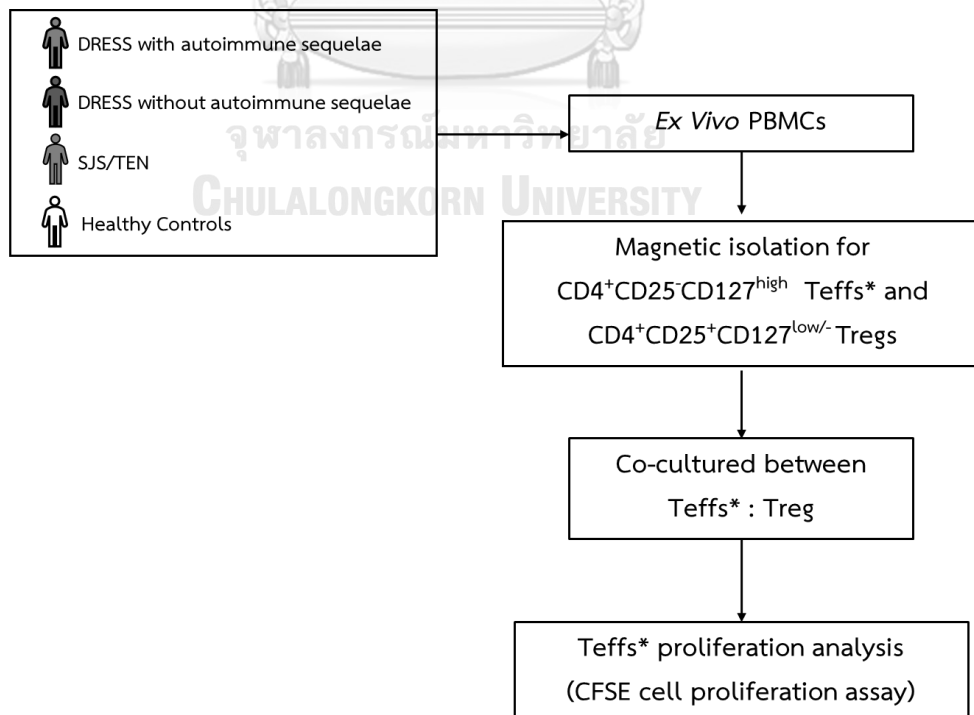 DRESS with autoimmune sequelae
DRESS without autoimmune sequelae
SJS/TEN
Healthy Controls
จุฬาลงกรณ์มหาวิทยาลัย
CHULALONGKORN UNIVERSITY
Ex Vivo PBMCs
Magnetic isolation for
CD4⁺CD25⁻CD127ʰⁱᵍʰ Teffs* and
CD4⁺CD25⁺CD127ˡᵒʷ/⁻ Tregs
Co-cultured between
Teffs* : Treg
Teffs* proliferation analysis
(CFSE cell proliferation assay)